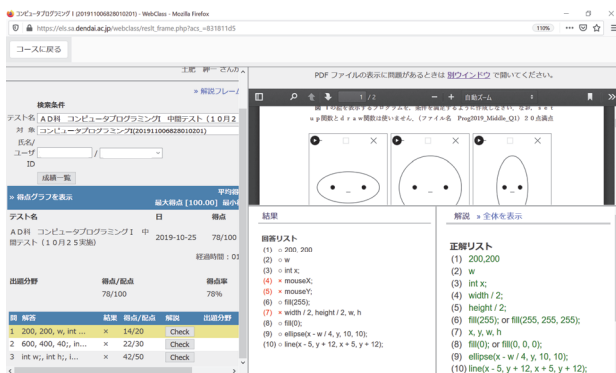 コンピュータプログラミングⅠ (20191100682801​0201) - WebClass - Mozilla Firefox
https://els.sa.dendai.ac.jp/webclass/reslt_frame.php?acs_=831811d5
110%
コースに戻る
» 解説フレーム
検索条件
テスト名 AD科 コンピュータプログラミングⅠ 中間テスト (10月2
対 象 コンピュータプログラミングⅠ(201911006828010201)
氏名/
ユーザ /
ID
成績一覧
» 得点グラフを表示
平均得
最大得点 [100.00] 最小
テスト名 日 得点
AD科 コンピュータプログラミングⅠ 中
間テスト (10月25実施) 2019-10-25 78/100
経過時間:01
出題分野 得点/配点 得点率
78/100 78%
問 解答 結果 得点/配点 解説 出題分野
1 200, 200, w, int ... × 14/20 Check
2 600, 400, 40;, in... × 22/30 Check
3 int w;, int h;, i... × 42/50 Check
PDF ファイルの表示に問題があるときは 別ウインドウ で開いてください。
1 / 2
自動ズーム
図 1の絵を表示するプログラムを、条件を満足するように作成しなさい。なお、set
up関数とdraw関数は使いません。(ファイル名 Prog2019_Middle_Q1) 20点満点
結果
回答リスト
(1) ○ 200, 200
(2) ○ w
(3) ○ int x;
(4) × mouseX;
(5) × mouseY;
(6) ○ fill(255);
(7) × width / 2, height / 2, w, h
(8) ○ fill(0);
(9) ○ ellipse(x - w / 4, y, 10, 10);
(10) ○ line(x - 5, y + 12, x + 5, y + 12);
解説 » 全体を表示
正解リスト
(1) 200,200
(2) w
(3) int x;
(4) width / 2;
(5) height / 2;
(6) fill(255); or fill(255, 255, 255);
(7) x, y, w, h
(8) fill(0); or fill(0, 0, 0);
(9) ellipse(x - w / 4, y, 10, 10);
(10) line(x - 5, y + 12, x + 5, y + 12);